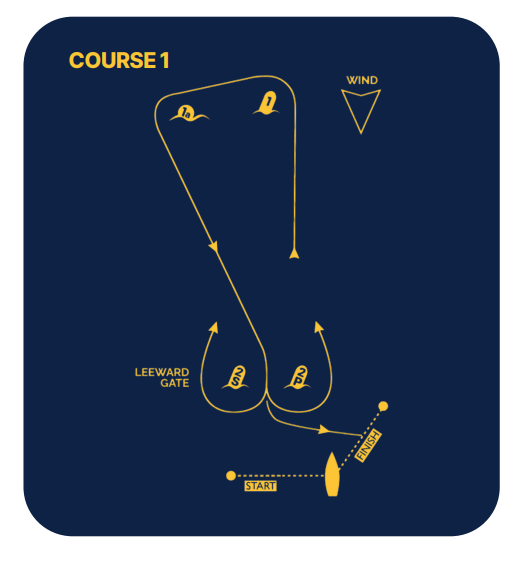 COURSE 1
WIND
1a
1
LEEWARD
GATE
2S
2P
FINISH
START